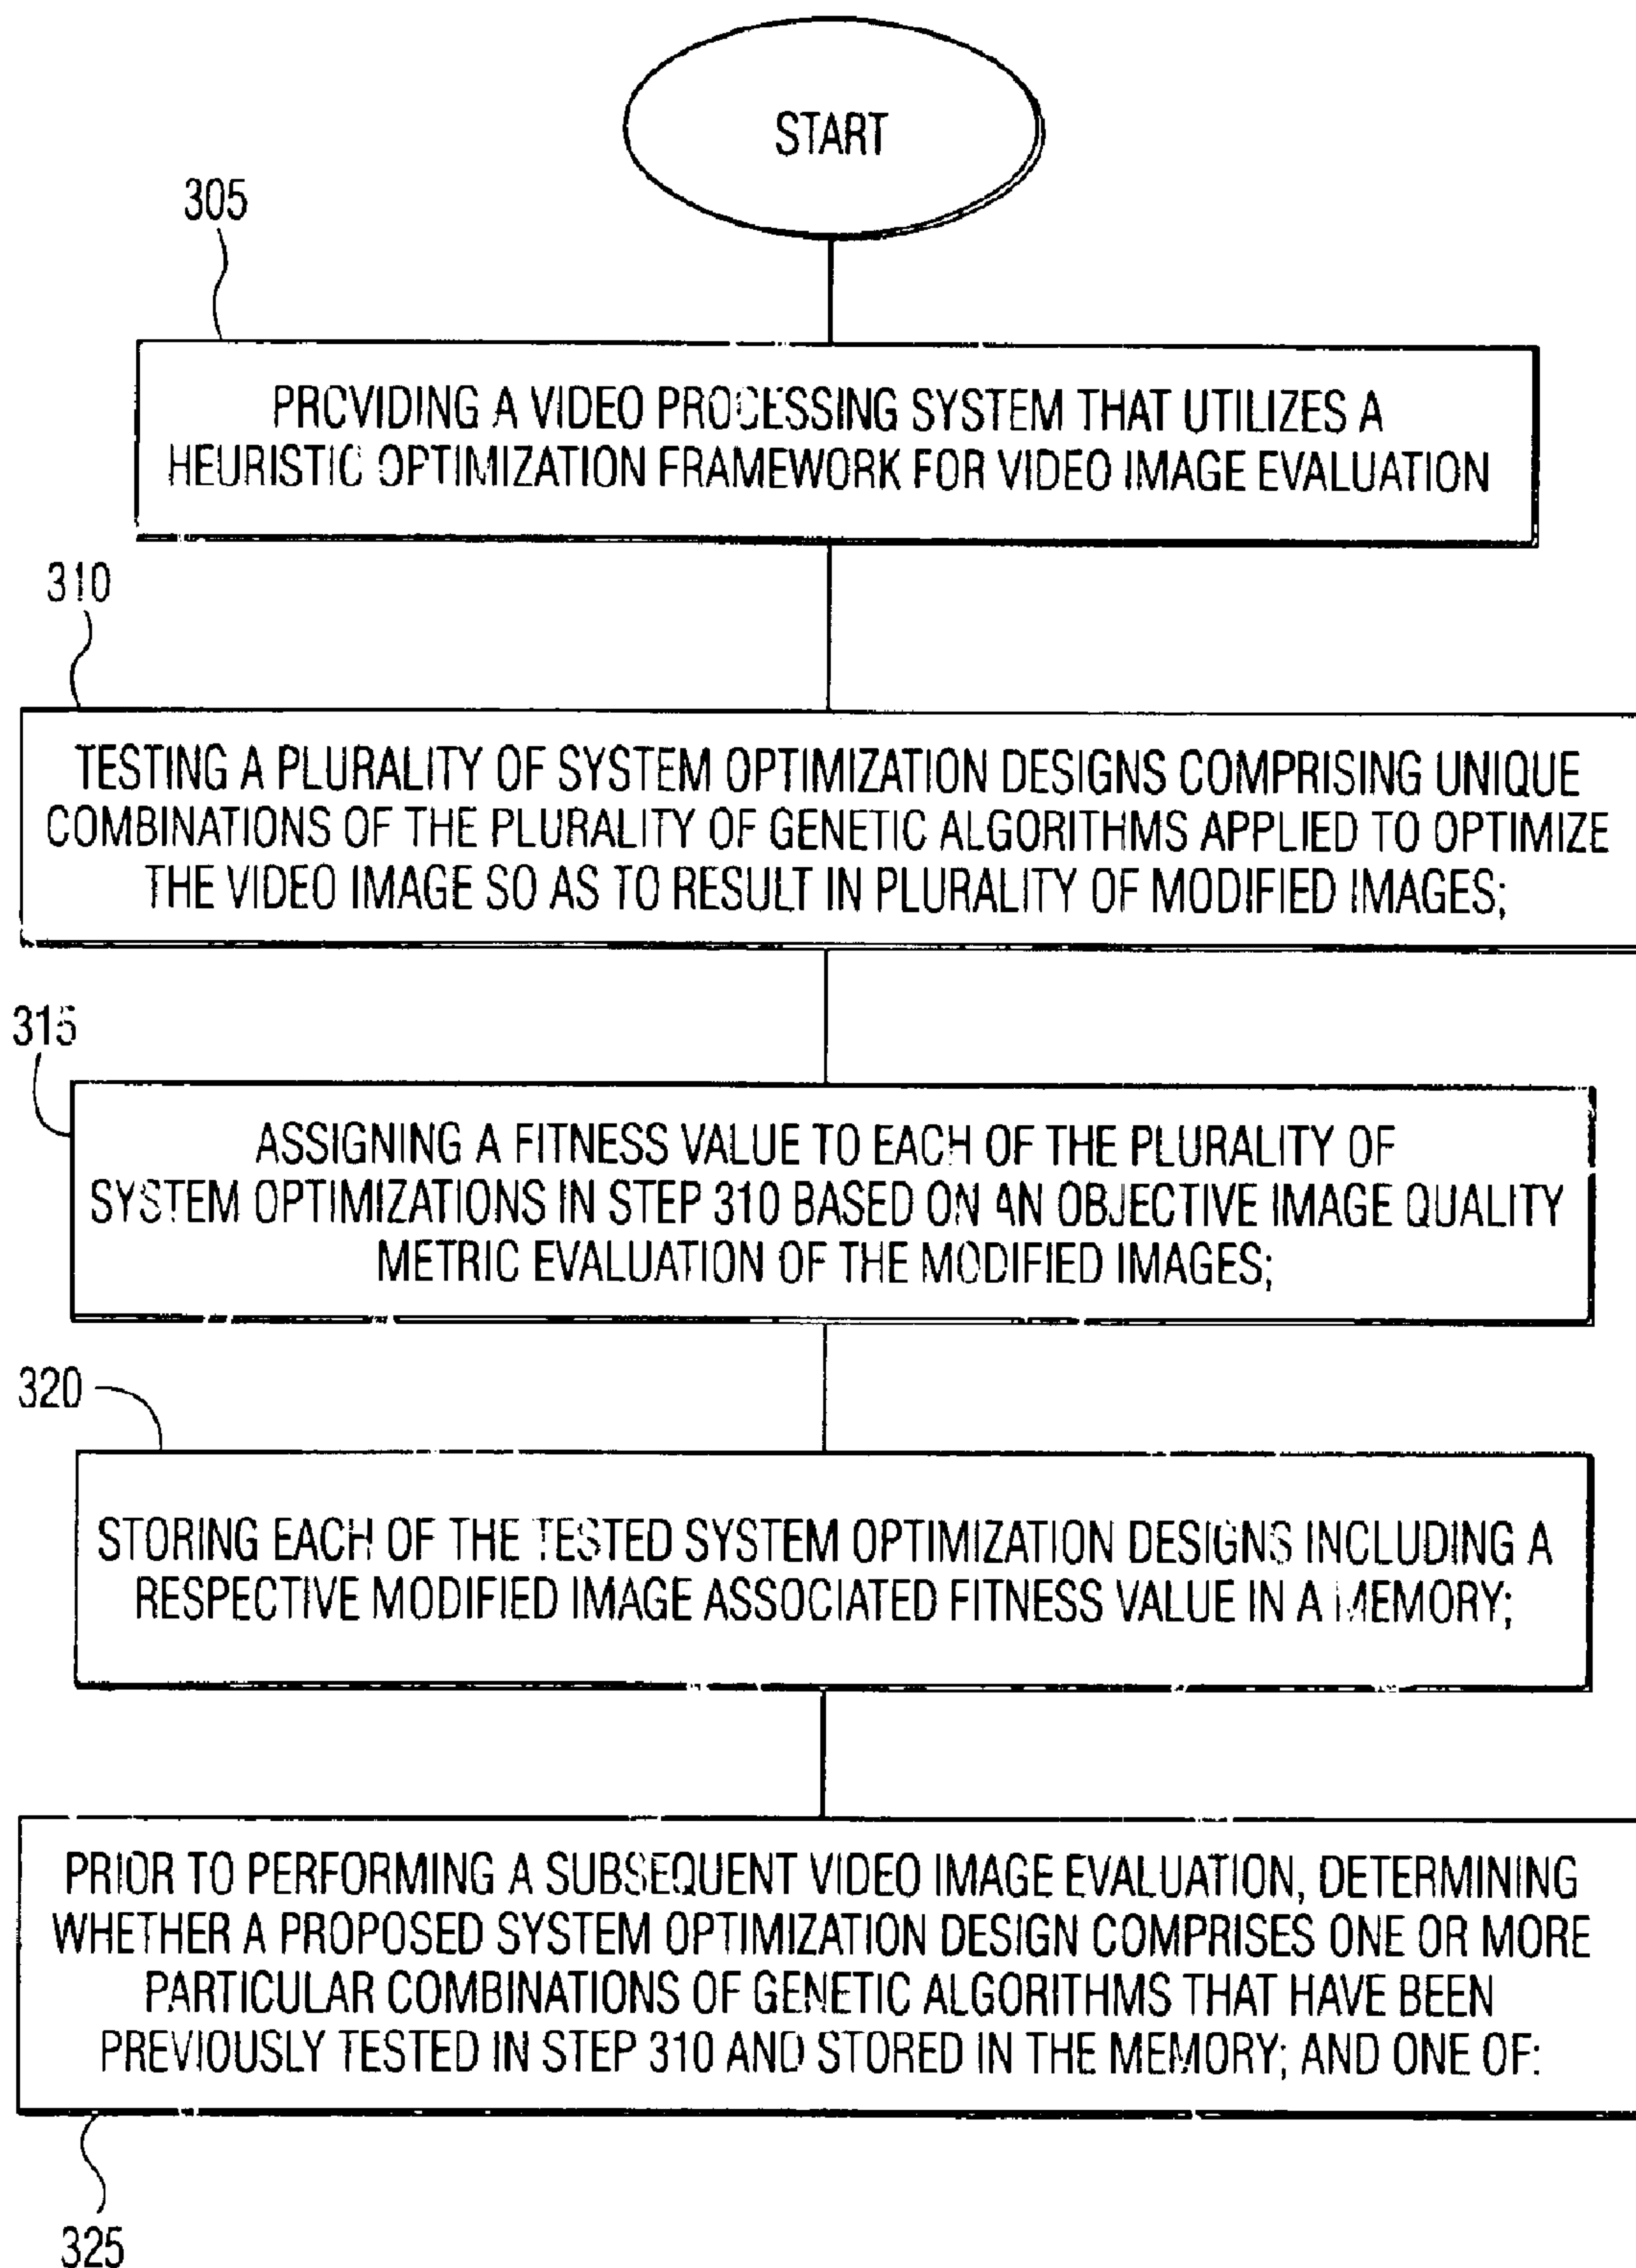 START
305
PROVIDING A VIDEO PROCESSING SYSTEM THAT UTILIZES A
HEURISTIC OPTIMIZATION FRAMEWORK FOR VIDEO IMAGE EVALUATION
310
TESTING A PLURALITY OF SYSTEM OPTIMIZATION DESIGNS COMPRISING UNIQUE
COMBINATIONS OF THE PLURALITY OF GENETIC ALGORITHMS APPLIED TO OPTIMIZE
THE VIDEO IMAGE SO AS TO RESULT IN PLURALITY OF MODIFIED IMAGES;
315
ASSIGNING A FITNESS VALUE TO EACH OF THE PLURALITY OF
SYSTEM OPTIMIZATIONS IN STEP 310 BASED ON AN OBJECTIVE IMAGE QUALITY
METRIC EVALUATION OF THE MODIFIED IMAGES;
320
STORING EACH OF THE TESTED SYSTEM OPTIMIZATION DESIGNS INCLUDING A
RESPECTIVE MODIFIED IMAGE ASSOCIATED FITNESS VALUE IN A MEMORY;
PRIOR TO PERFORMING A SUBSEQUENT VIDEO IMAGE EVALUATION, DETERMINING
WHETHER A PROPOSED SYSTEM OPTIMIZATION DESIGN COMPRISES ONE OR MORE
PARTICULAR COMBINATIONS OF GENETIC ALGORITHMS THAT HAVE BEEN
PREVIOUSLY TESTED IN STEP 310 AND STORED IN THE MEMORY; AND ONE OF:
325